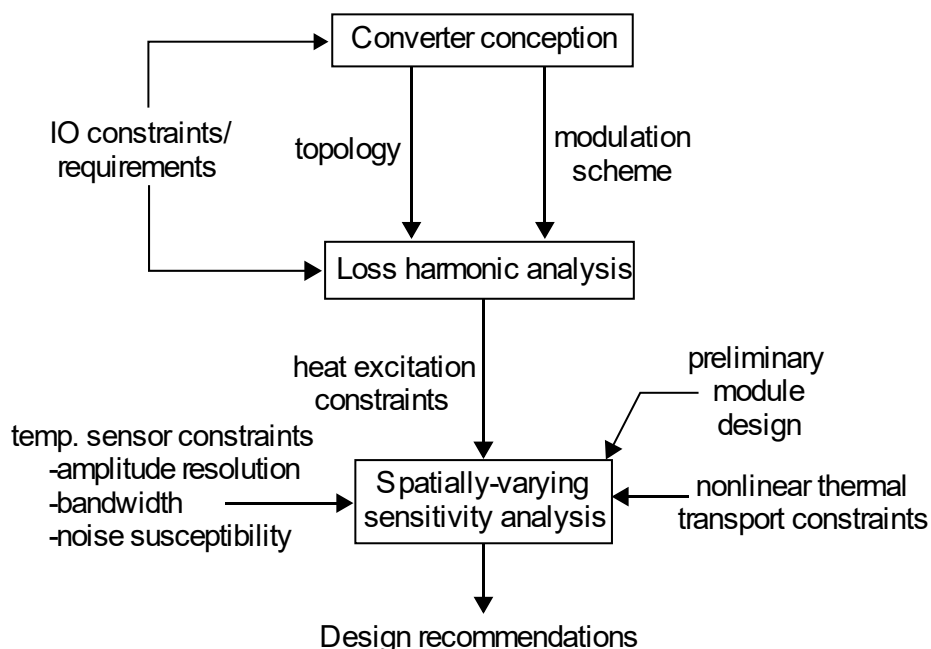 Converter conception
IO constraints/
requirements
topology
modulation
scheme
Loss harmonic analysis
heat excitation
constraints
preliminary
module
design
temp. sensor constraints
-amplitude resolution
-bandwidth
-noise susceptibility
Spatially-varying
sensitivity analysis
nonlinear thermal
transport constraints
Design recommendations